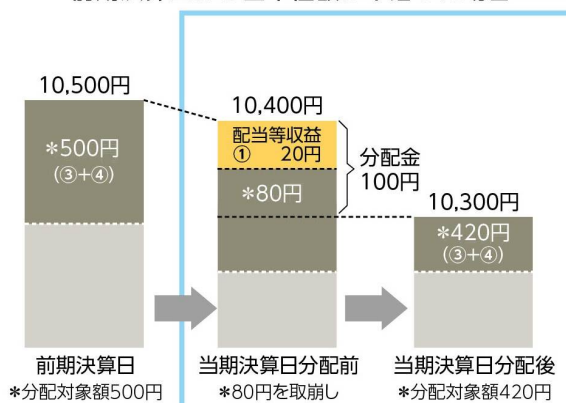 10,500円
10,400円
配当等収益
① 20円
分配金
100円
*500円
(③+④)
*80円
10,300円
*420円
(③+④)
前期決算日
当期決算日分配前
当期決算日分配後
*分配対象額500円
*80円を取崩し
*分配対象額420円